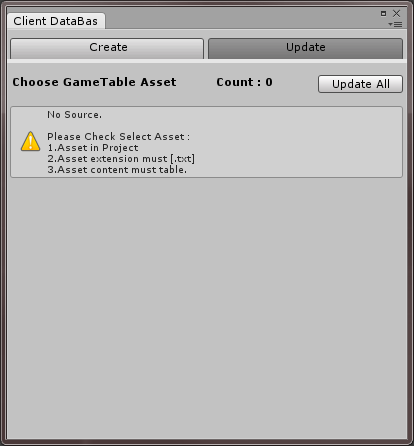 Client DataBas
Create
Update
Choose GameTable Asset
Count : 0
Update All
No Source.
Please Check Select Asset :
1.Asset in Project
2.Asset extension must [.txt]
3.Asset content must table.